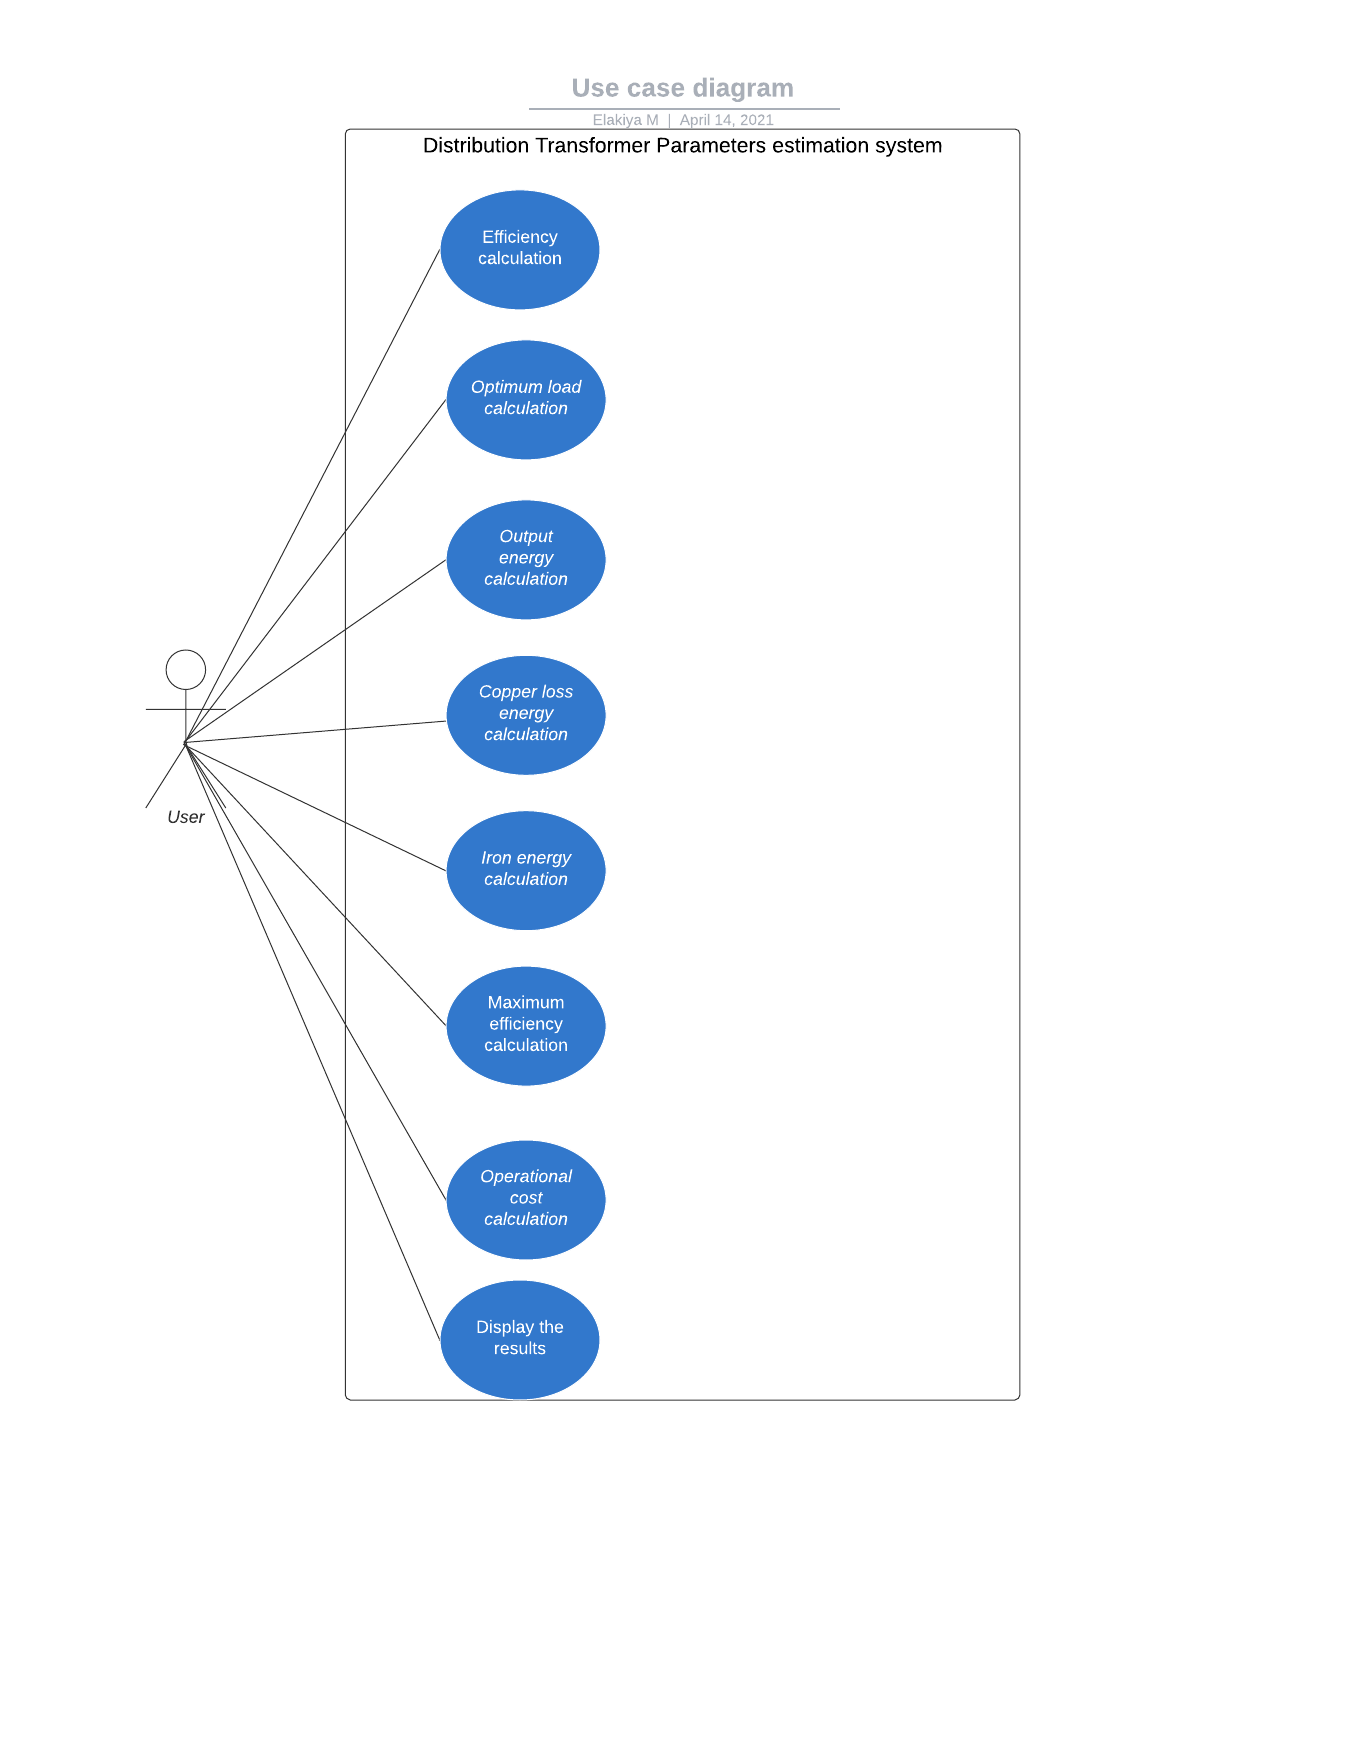 Use case diagram
Elakiya M | April 14, 2021
Distribution Transformer Parameters estimation system
Efficiency
calculation
Optimum load
calculation
Output
energy
calculation
Copper loss
energy
calculation
User
Iron energy
calculation
Maximum
efficiency
calculation
Operational
cost
calculation
Display the
results